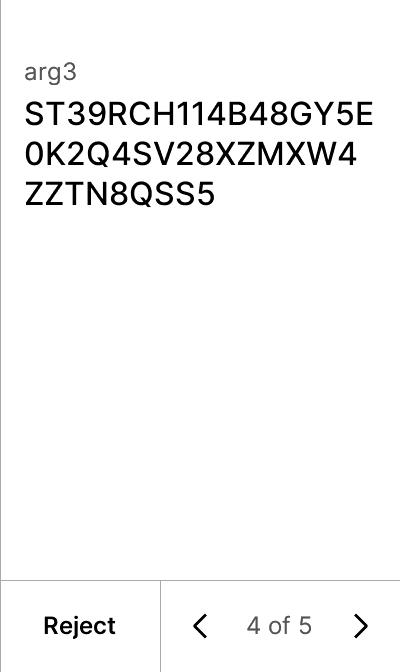 arg3
ST39RCH114B48GY5E
0K2Q4SV28XZMXW4
ZZTN8QSS5
Reject
4 of 5